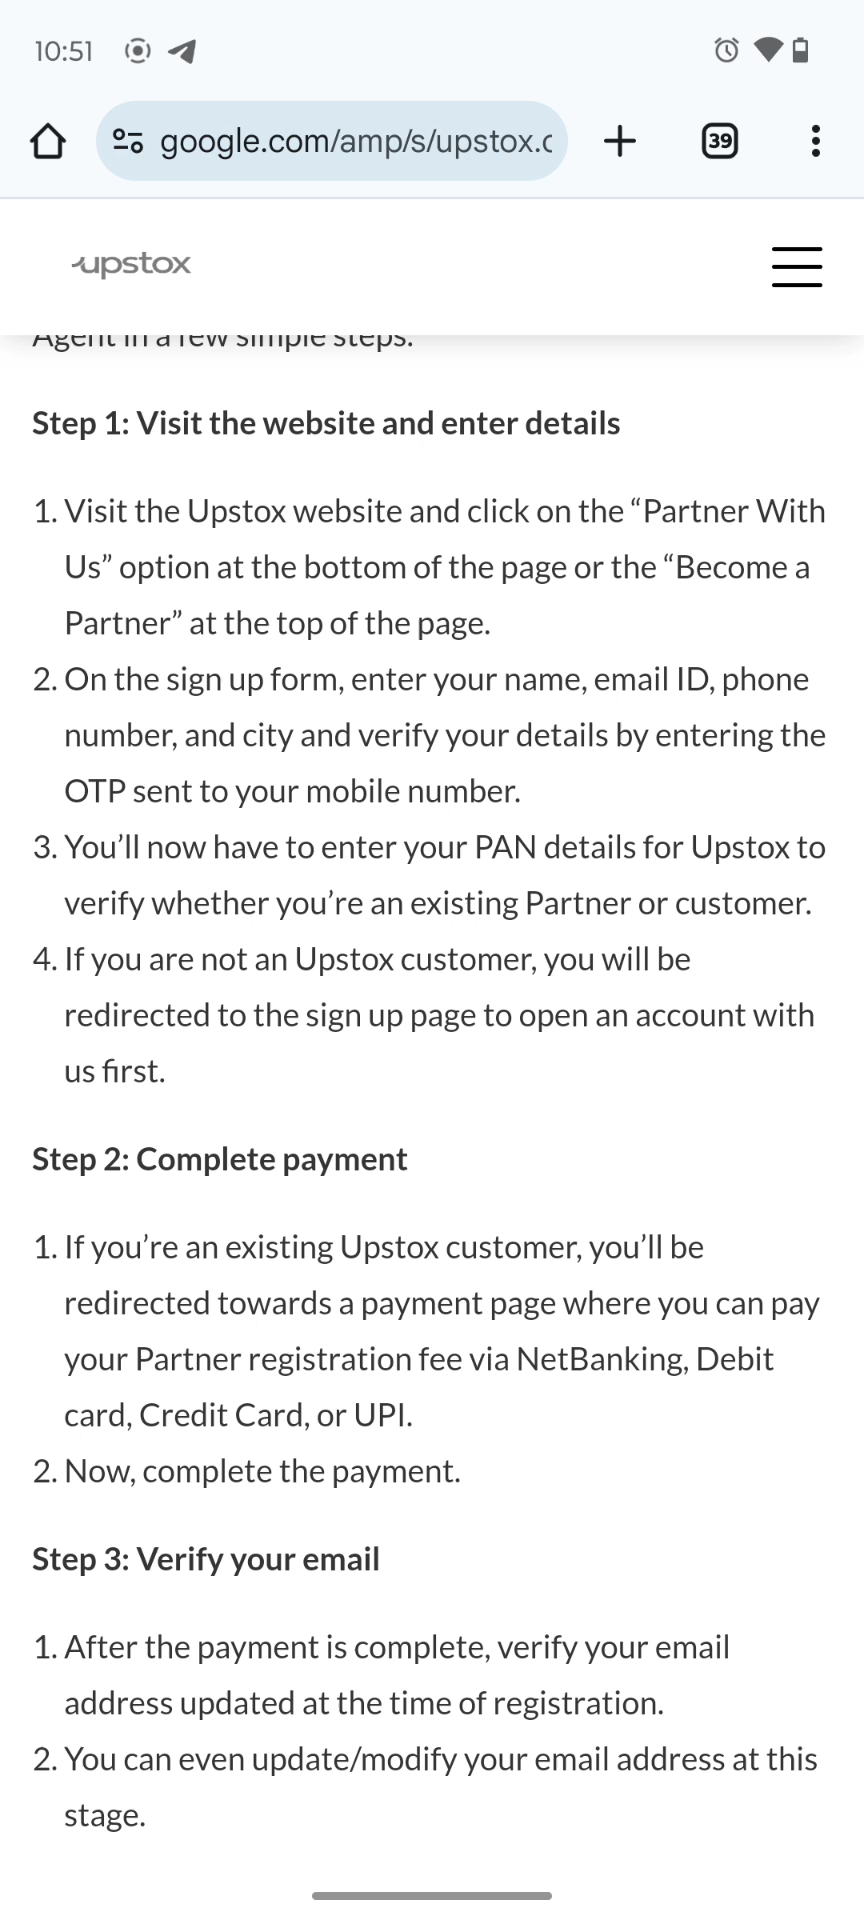 10:51
google.com/amp/s/upstox.c
39
upstox
Agent in a few simple steps.
Step 1: Visit the website and enter details
1. Visit the Upstox website and click on the “Partner With
Us” option at the bottom of the page or the “Become a
Partner” at the top of the page.
2. On the sign up form, enter your name, email ID, phone
number, and city and verify your details by entering the
OTP sent to your mobile number.
3. You’ll now have to enter your PAN details for Upstox to
verify whether you’re an existing Partner or customer.
4. If you are not an Upstox customer, you will be
redirected to the sign up page to open an account with
us first.
Step 2: Complete payment
1. If you’re an existing Upstox customer, you’ll be
redirected towards a payment page where you can pay
your Partner registration fee via NetBanking, Debit
card, Credit Card, or UPI.
2. Now, complete the payment.
Step 3: Verify your email
1. After the payment is complete, verify your email
address updated at the time of registration.
2. You can even update/modify your email address at this
stage.